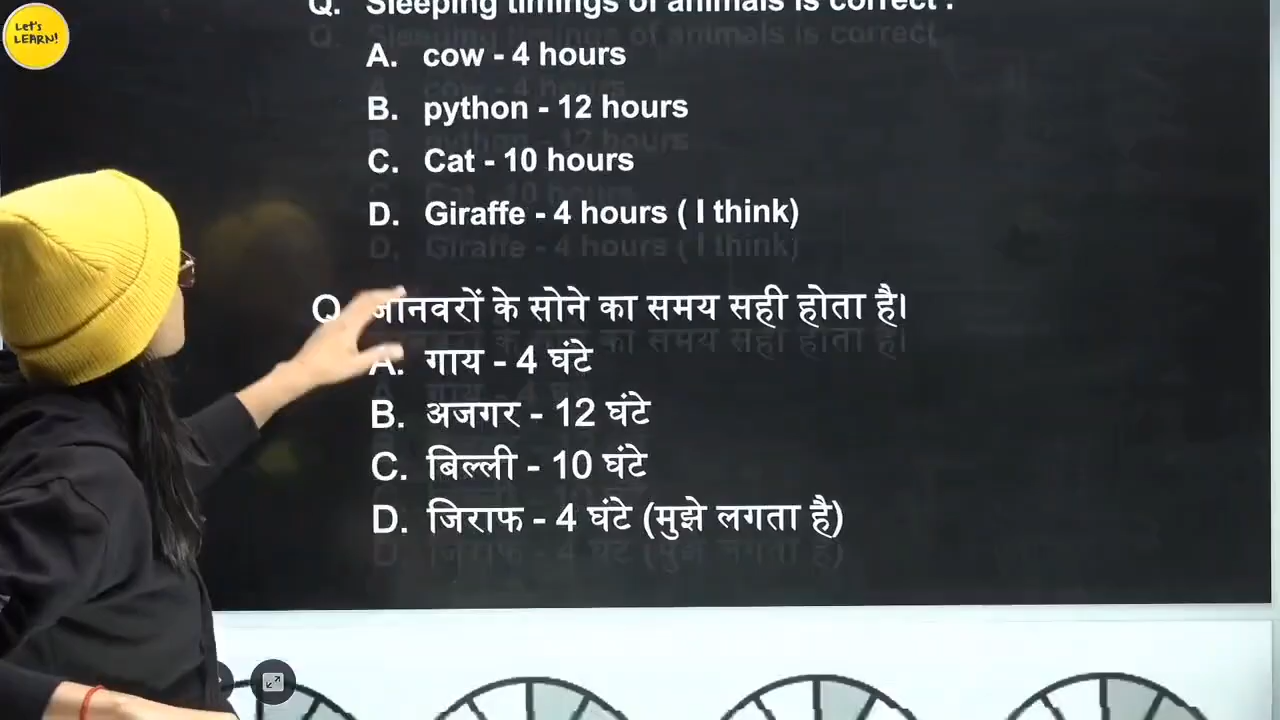 Let's
LEARN!
Q. Sleeping timings of animals is correct .
A. cow - 4 hours
B. python - 12 hours
C. Cat - 10 hours
D. Giraffe - 4 hours ( I think)
Q जानवरों के सोने का समय सही होता है।
A. गाय - 4 घंटे
B. अजगर - 12 घंटे
C. बिल्ली - 10 घंटे
D. जिराफ - 4 घंटे (मुझे लगता है)